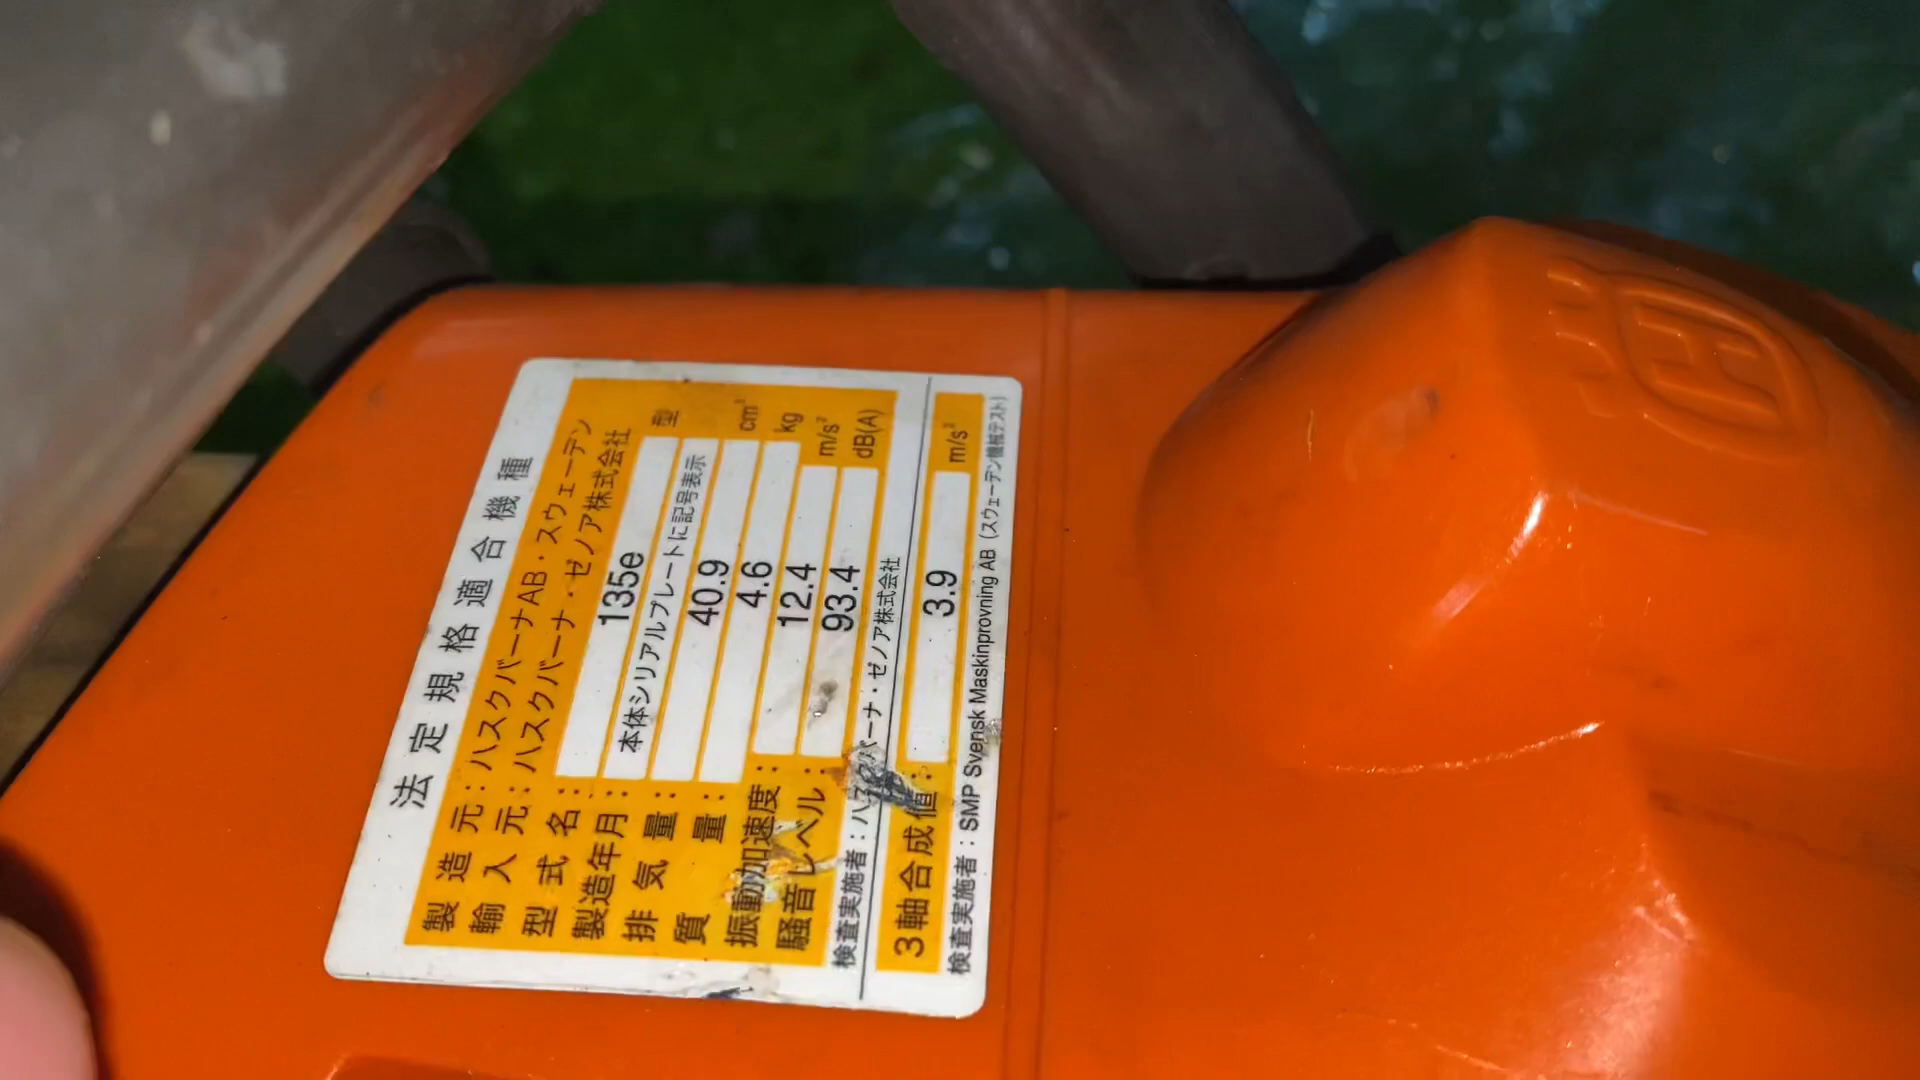 法定規格適合機種
製造元：ハスクバーナAB・スウェーデン
輸入元：ハスクバーナ・ゼノア株式会社
型式名：135e 型
製造年月：本体シリアルプレートに記号表示
排気量：40.9 cm³
質量：4.6 kg
振動加速度：12.4 m/s²
騒音レベル：93.4 dB(A)
検査実施者：ハスクバーナ・ゼノア株式会社
3軸合成値：3.9 m/s²
検査実施者：SMP Svensk Maskinprovning AB（スウェーデン機械テスト）
H